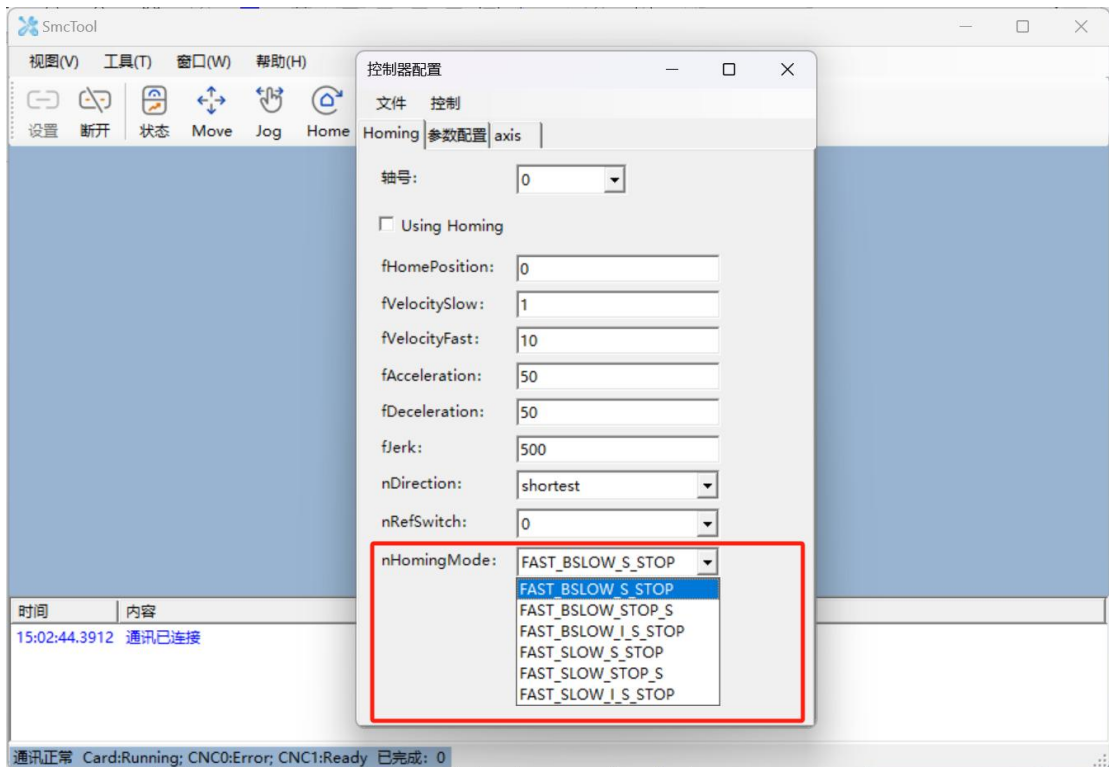 SmcTool
视图(V) 工具(T) 窗口(W) 帮助(H)
设置 断开 状态 Move Jog Home
控制器配置
文件 控制
Homing 参数配置 axis
轴号: 0
Using Homing
fHomePosition: 0
fVelocitySlow: 1
fVelocityFast: 10
fAcceleration: 50
fDeceleration: 50
fJerk: 500
nDirection: shortest
nRefSwitch: 0
nHomingMode: FAST_BSLOW_S_STOP
FAST_BSLOW_S_STOP
FAST_BSLOW_STOP_S
FAST_BSLOW_I_S_STOP
FAST_SLOW_S_STOP
FAST_SLOW_STOP_S
FAST_SLOW_I_S_STOP
时间 内容
15:02:44.3912 通讯已连接
通讯正常 Card:Running; CNC0:Error; CNC1:Ready 已完成: 0